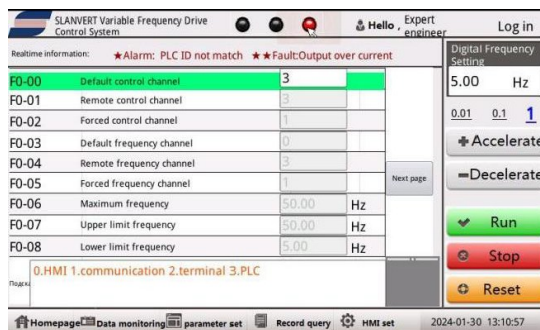 SLANVERT Variable Frequency Drive
Control System
Hello , Expert
engineer
Log in
Realtime information: ★Alarm: PLC ID not match ★★Fault:Output over current
Digital Frequency
Setting
F0-00 Default control channel 3
5.00 Hz
F0-01 Remote control channel 3
F0-02 Forced control channel 1
0.01 0.1 1
F0-03 Default frequency channel 0
+Accelerate
F0-04 Remote frequency channel 3
F0-05 Forced frequency channel 1
Next page
−Decelerate
F0-06 Maximum frequency 50.00 Hz
F0-07 Upper limit frequency 50.00 Hz
Run
F0-08 Lower limit frequency 5.00 Hz
Stop
0.HMI 1.communication 2.terminal 3.PLC
Reset
Homepage Data monitoring parameter set Record query HMI set 2024-01-30 13:10:57